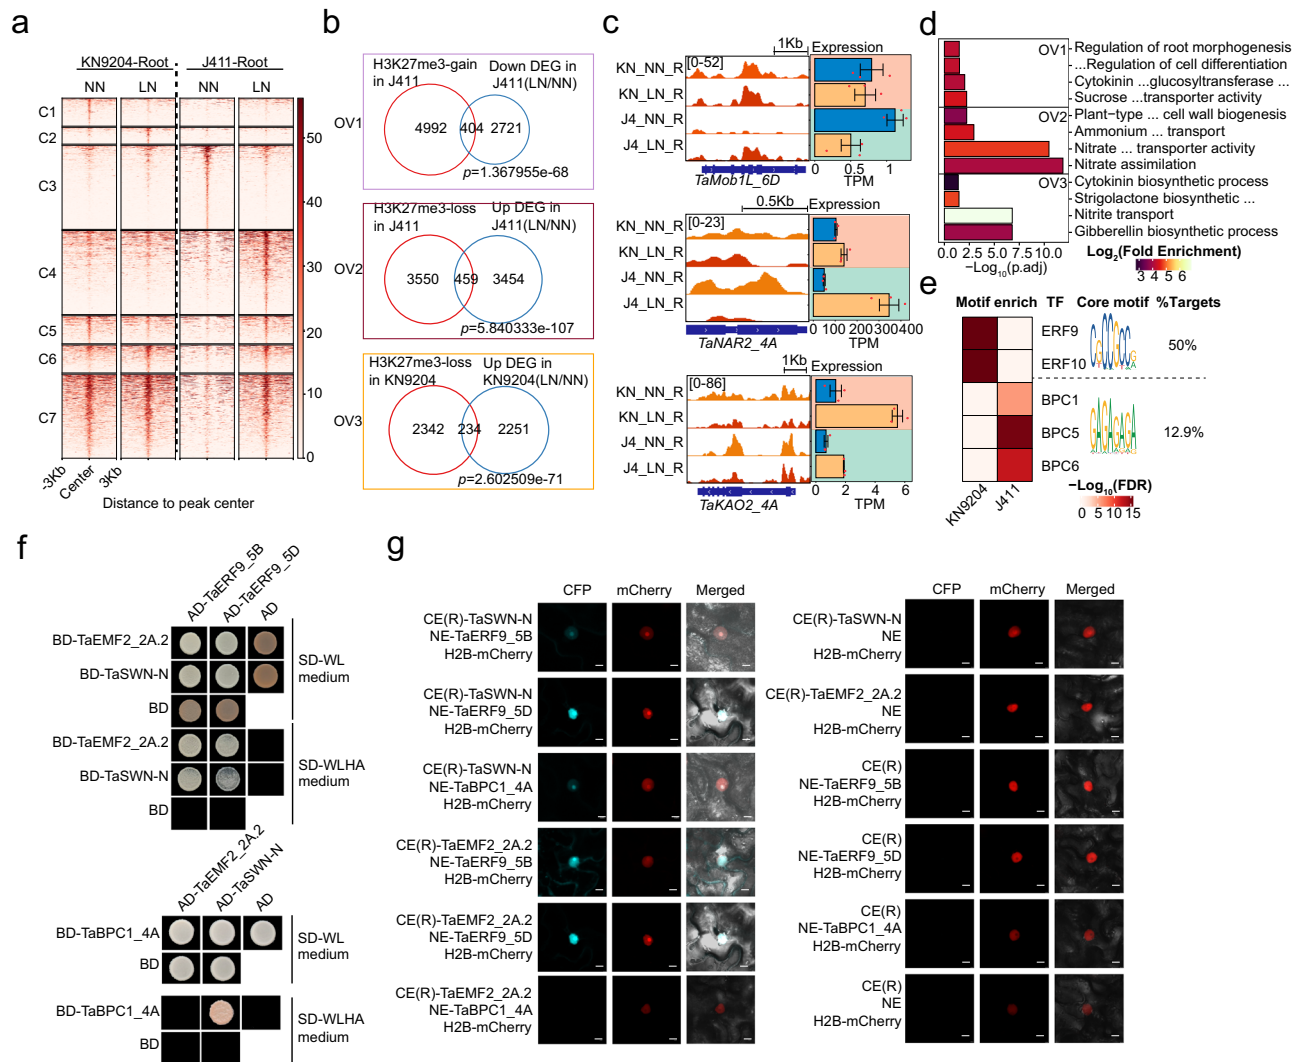 a
KN9204-Root
J411-Root
NN
LN
NN
LN
C1
C2
C3
C4
C5
C6
C7
50
40
30
20
10
0
-3Kb
Center
3Kb
Distance to peak center
b
OV1
H3K27me3-gain
in J411
Down DEG in
J411(LN/NN)
4992
404
2721
p=1.367955e-68
OV2
H3K27me3-loss
in J411
Up DEG in
J411(LN/NN)
3550
459
3454
p=5.840333e-107
OV3
H3K27me3-loss
in KN9204
Up DEG in
KN9204(LN/NN)
2342
234
2251
p=2.602509e-71
c
1Kb
Expression
[0-52]
KN_NN_R
KN_LN_R
J4_NN_R
J4_LN_R
TaMob1L_6D
0 1
TPM
0.5Kb
Expression
[0-23]
KN_NN_R
KN_LN_R
J4_NN_R
J4_LN_R
TaNAR2_4A
0 100 200 300 400
TPM
1Kb
Expression
[0-86]
KN_NN_R
KN_LN_R
J4_NN_R
J4_LN_R
TaKAO2_4A
0 2 4 6
TPM
d
OV1
Regulation of root morphogenesis
...Regulation of cell differentiation
Cytokinin ...glucosyltransferase ...
Sucrose ...transporter activity
OV2
Plant-type ... cell wall biogenesis
Ammonium ... transport
Nitrate ... transporter activity
Nitrate assimilation
OV3
Cytokinin biosynthetic process
Strigolactone biosynthetic ...
Nitrite transport
Gibberellin biosynthetic process
0.0 2.5 5.0 7.5 10.0
−Log10(p.adj)
Log2(Fold Enrichment)
3 4 5 6
e
Motif enrich TF Core motif %Targets
ERF9
ERF10
50%
BPC1
BPC5
BPC6
12.9%
KN9204
J411
−Log10(FDR)
0 5 10 15
f
AD-TaERF9_5B
AD-TaERF9_5D
AD
BD-TaEMF2_2A.2
BD-TaSWN-N
BD
SD-WL
medium
BD-TaEMF2_2A.2
BD-TaSWN-N
BD
SD-WLHA
medium
AD-TaEMF2_2A.2
AD-TaSWN-N
AD
BD-TaBPC1_4A
BD
SD-WL
medium
BD-TaBPC1_4A
BD
SD-WLHA
medium
g
CFP mCherry Merged
CE(R)-TaSWN-N
NE-TaERF9_5B
H2B-mCherry
CE(R)-TaSWN-N
NE-TaERF9_5D
H2B-mCherry
CE(R)-TaSWN-N
NE-TaBPC1_4A
H2B-mCherry
CE(R)-TaEMF2_2A.2
NE-TaERF9_5B
H2B-mCherry
CE(R)-TaEMF2_2A.2
NE-TaERF9_5D
H2B-mCherry
CE(R)-TaEMF2_2A.2
NE-TaBPC1_4A
H2B-mCherry
CFP mCherry Merged
CE(R)-TaSWN-N
NE
H2B-mCherry
CE(R)-TaEMF2_2A.2
NE
H2B-mCherry
CE(R)
NE-TaERF9_5B
H2B-mCherry
CE(R)
NE-TaERF9_5D
H2B-mCherry
CE(R)
NE-TaBPC1_4A
H2B-mCherry
CE(R)
NE
H2B-mCherry